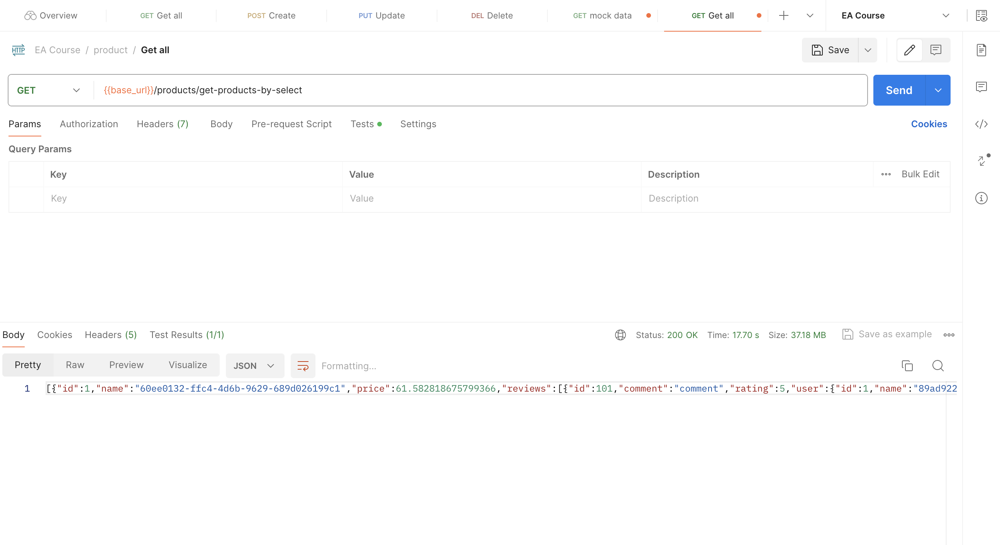 Overview GET Get all POST Create PUT Update DEL Delete GET mock data GET Get all EA Course
HTTP EA Course / product / Get all Save
GET {{base_url}}/products/get-products-by-select Send
Params Authorization Headers (7) Body Pre-request Script Tests Settings Cookies
Query Params
Key Value Description Bulk Edit
Key Value Description
Body Cookies Headers (5) Test Results (1/1) Status: 200 OK Time: 17.70 s Size: 37.18 MB Save as example
Pretty Raw Preview Visualize JSON Formatting...
1 [{"id":1,"name":"60ee0132-ffc4-4d6b-9629-689d026199c1","price":61.582818675799366,"reviews":[{"id":101,"comment":"comment","rating":5,"user":{"id":1,"name":"89ad922